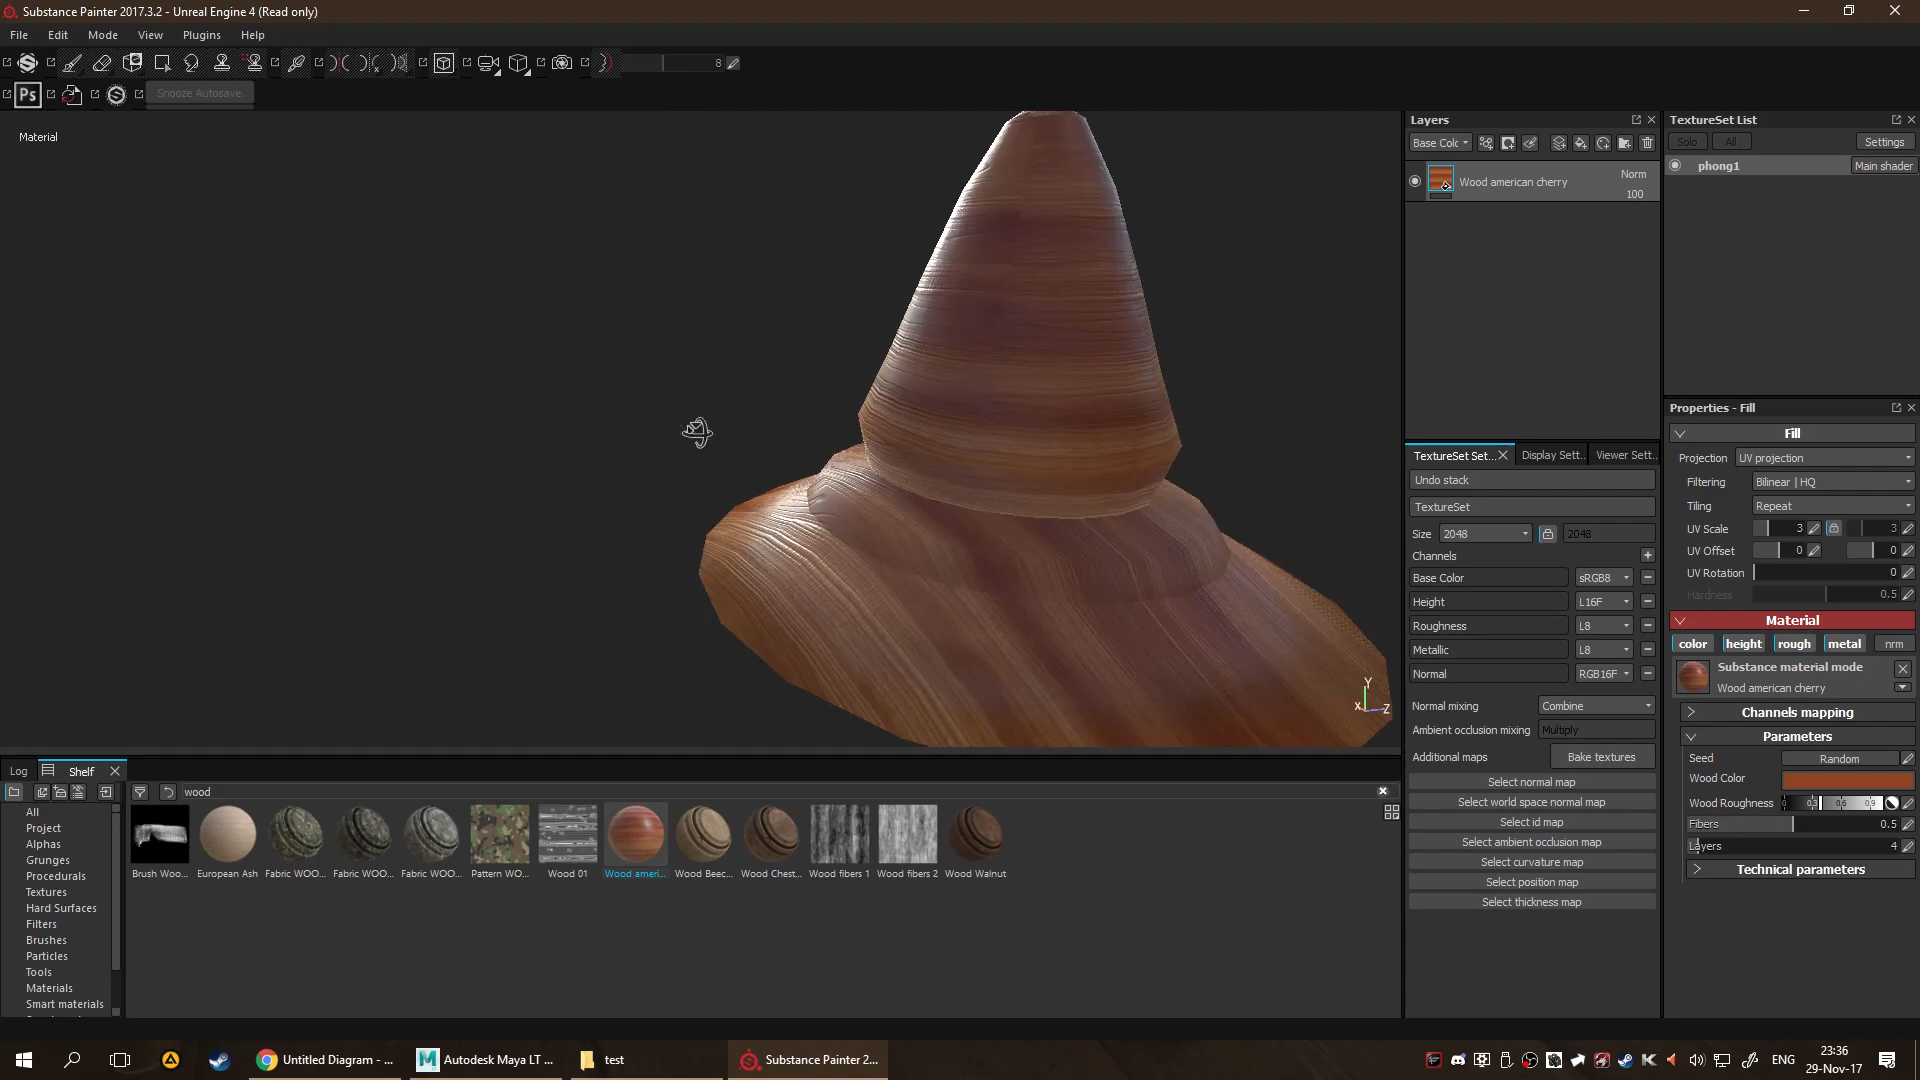 Substance Painter 2017.3.2 - Unreal Engine 4 (Read only)
File Edit Mode View Plugins Help
8
Ps Snooze Autosave
Material
Layers
Base Colc
Wood american cherry
Norm
100
TextureSet List
Solo All Settings
phong1 Main shader
TextureSet Set... Display Sett.. Viewer Sett..
Undo stack
TextureSet
Size 2048 2048
Channels
Base Color sRGB8
Height L16F
Roughness L8
Metallic L8
Normal RGB16F
Normal mixing Combine
Ambient occlusion mixing Multiply
Additional maps Bake textures
Select normal map
Select world space normal map
Select id map
Select ambient occlusion map
Select curvature map
Select position map
Select thickness map
Properties - Fill
Fill
Projection UV projection
Filtering Bilinear | HQ
Tiling Repeat
UV Scale 3 3
UV Offset 0 0
UV Rotation 0
Hardness 0.5
Material
color height rough metal nrm
Substance material mode
Wood american cherry
Channels mapping
Parameters
Seed Random
Wood Color
Wood Roughness 0 0.3 0.6 0.9
Fibers 0.5
Layers 4
Technical parameters
Y
X Z
Log Shelf
wood
All
Project
Alphas
Grunges
Procedurals
Textures
Hard Surfaces
Filters
Brushes
Particles
Tools
Materials
Smart materials
Brush Woo... European Ash Fabric WOO... Fabric WOO... Fabric WOO... Pattern WO... Wood 01 Wood ameri... Wood Beec... Wood Chest... Wood fibers 1 Wood fibers 2 Wood Walnut
Untitled Diagram - ... Autodesk Maya LT ... test Substance Painter 2...
ENG
23:36
29-Nov-17